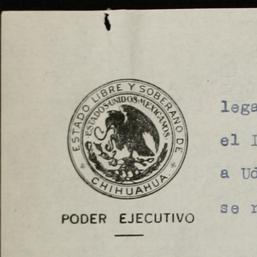 ESTADO LIBRE Y SOBERANO DE
ESTADOS UNIDOS MEXICANOS
CHIHUAHUA.
PODER EJECUTIVO
lega
el I
a Ud
se